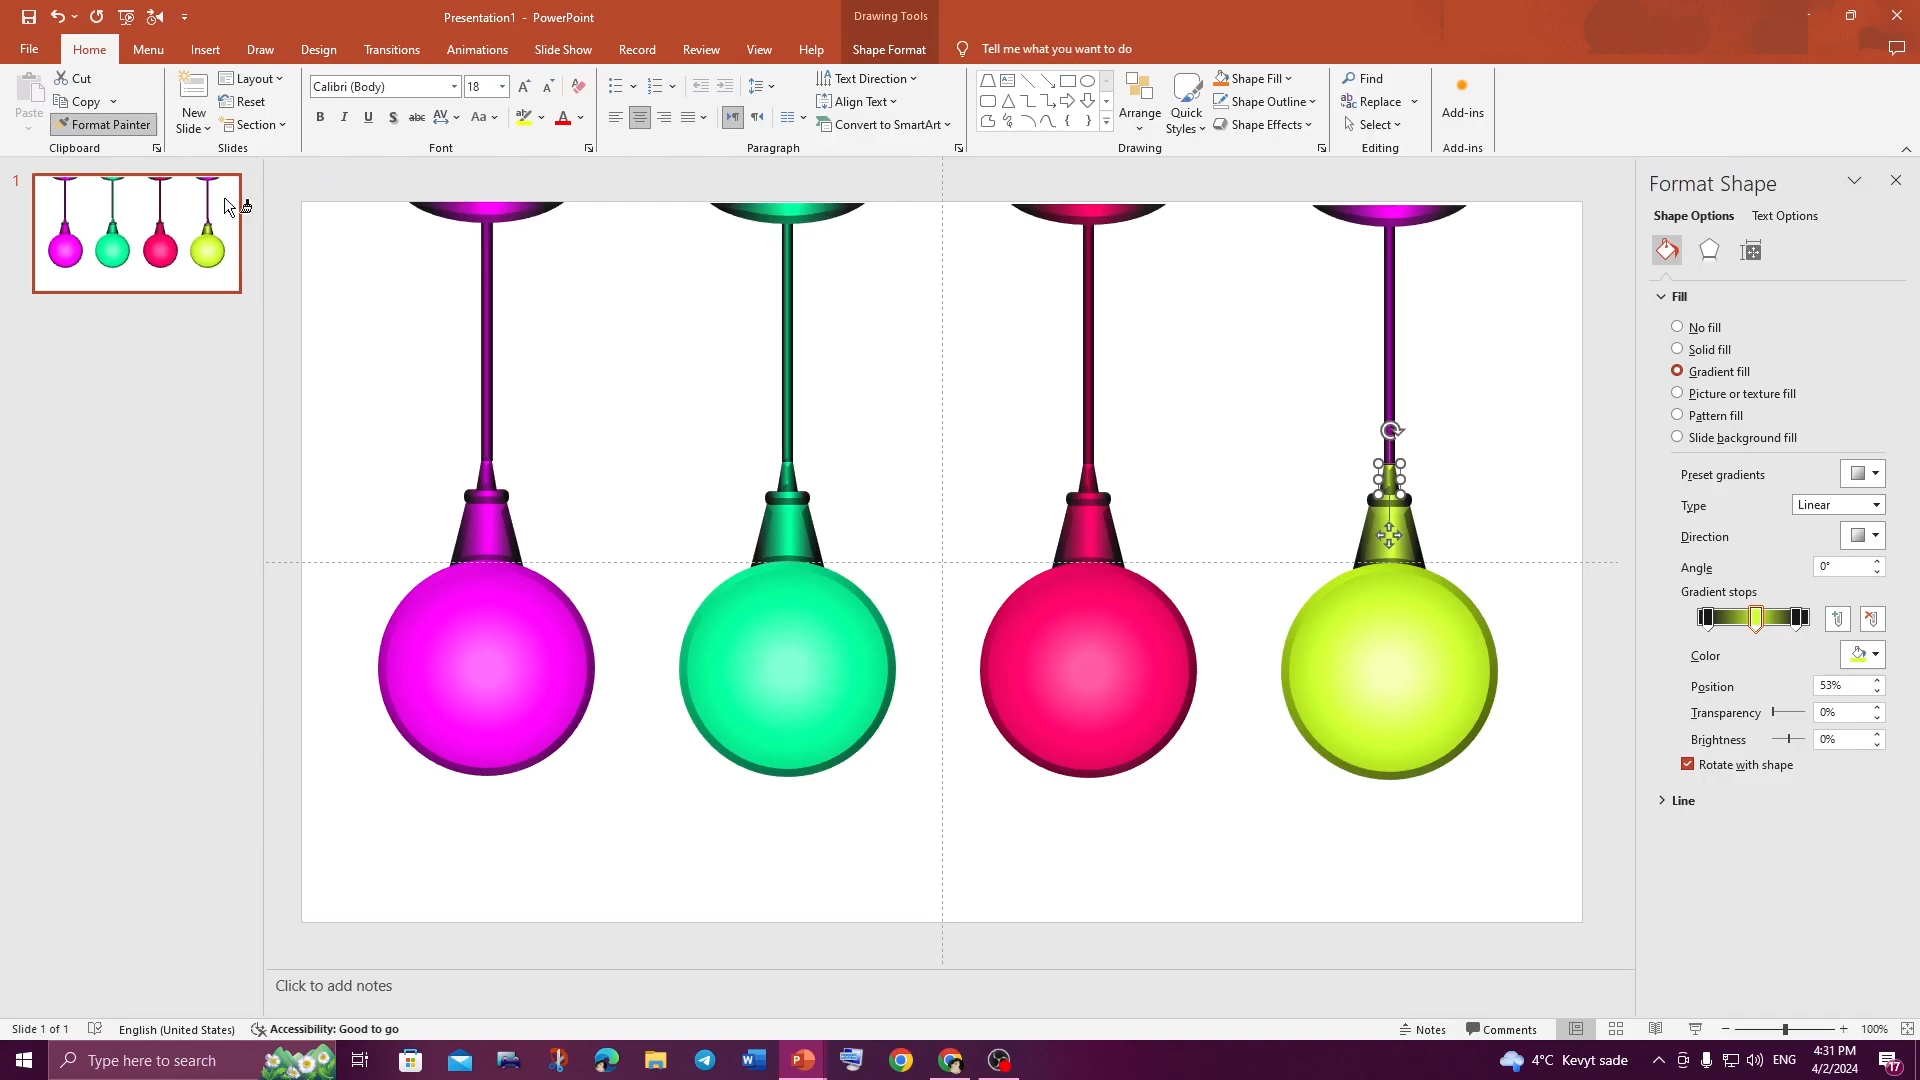 Presentation1 - PowerPoint
Drawing Tools
File Home Menu Insert Draw Design Transitions Animations Slide Show Record Review View Help Shape Format Tell me what you want to do
Paste
Cut
Copy
Format Painter
Clipboard
New Slide
Layout
Reset
Section
Slides
Calibri (Body) 18
B I U S abc AV Aa A
Font
Text Direction
Align Text
Convert to SmartArt
Paragraph
Arrange
Quick Styles
Shape Fill
Shape Outline
Shape Effects
Drawing
Find
Replace
Select
Editing
Add-ins
Add-ins
1
Format Shape
Shape Options Text Options
Fill
No fill
Solid fill
Gradient fill
Picture or texture fill
Pattern fill
Slide background fill
Preset gradients
Type Linear
Direction
Angle 0°
Gradient stops
Color
Position 53%
Transparency 0%
Brightness 0%
Rotate with shape
Line
Click to add notes
Slide 1 of 1 English (United States) Accessibility: Good to go Notes Comments 100%
Type here to search
4°C Kevyt sade
ENG
4:31 PM
4/2/2024
17